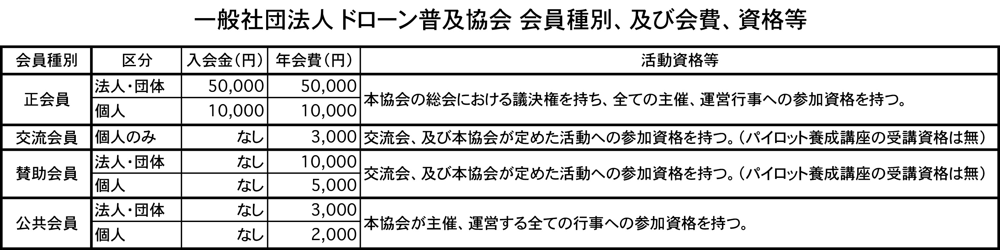 一般社団法人 ドローン普及協会 会員種別、及び会費、資格等
会員種別 区分 入会金（円） 年会費（円） 活動資格等
正会員 法人・団体 50,000 50,000 本協会の総会における議決権を持ち、全ての主催、運営行事への参加資格を持つ。
個人 10,000 10,000
交流会員 個人のみ なし 3,000 交流会、及び本協会が定めた活動への参加資格を持つ。（パイロット養成講座の受講資格は無）
賛助会員 法人・団体 なし 10,000 交流会、及び本協会が定めた活動への参加資格を持つ。（パイロット養成講座の受講資格は無）
個人 なし 5,000
公共会員 法人・団体 なし 3,000 本協会が主催、運営する全ての行事への参加資格を持つ。
個人 なし 2,000